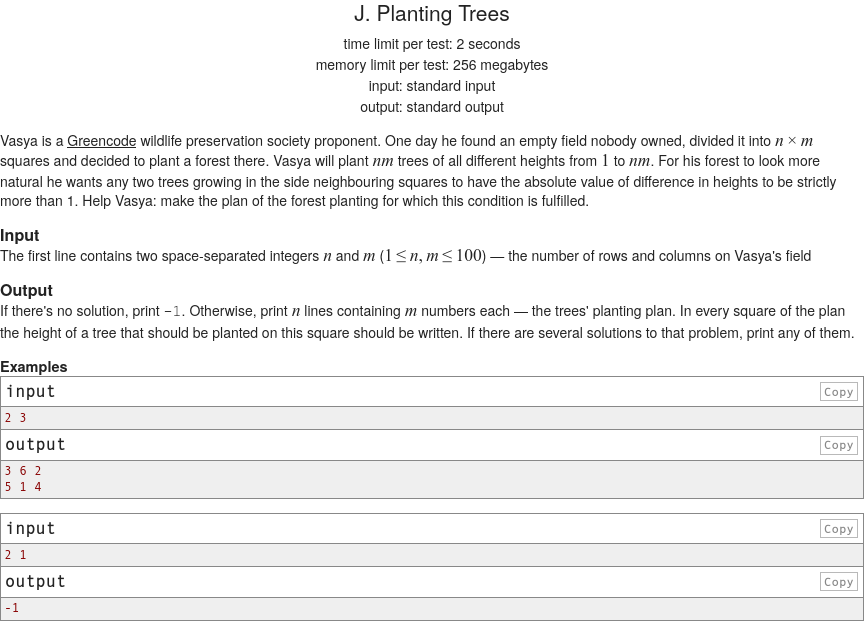 J. Planting Trees
time limit per test: 2 seconds
memory limit per test: 256 megabytes
input: standard input
output: standard output
Vasya is a Greencode wildlife preservation society proponent. One day he found an empty field nobody owned, divided it into n × m
squares and decided to plant a forest there. Vasya will plant nm trees of all different heights from 1 to nm. For his forest to look more
natural he wants any two trees growing in the side neighbouring squares to have the absolute value of difference in heights to be strictly
more than 1. Help Vasya: make the plan of the forest planting for which this condition is fulfilled.
Input
The first line contains two space-separated integers n and m (1 ≤ n, m ≤ 100) — the number of rows and columns on Vasya's field
Output
If there's no solution, print -1. Otherwise, print n lines containing m numbers each — the trees' planting plan. In every square of the plan
the height of a tree that should be planted on this square should be written. If there are several solutions to that problem, print any of them.
Examples
input Copy
2 3
output Copy
3 6 2
5 1 4
input Copy
2 1
output Copy
-1